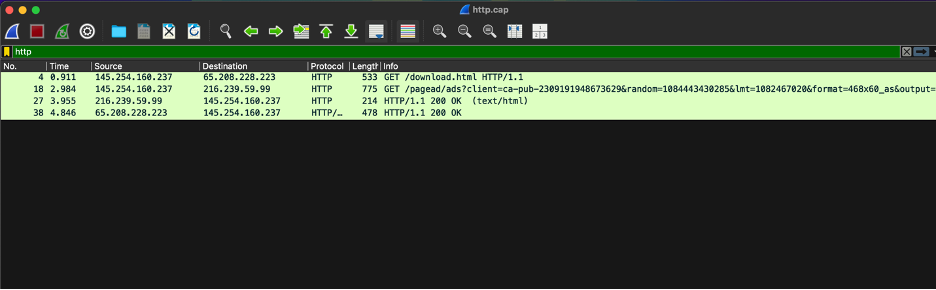 http.cap
http
No. Time Source Destination Protocol Length Info
4 0.911 145.254.160.237 65.208.228.223 HTTP 533 GET /download.html HTTP/1.1
18 2.984 145.254.160.237 216.239.59.99 HTTP 775 GET /pagead/ads?client=ca-pub-2309191948673629&random=1084443430285&lmt=1082467020&format=468x60_as&output=
27 3.955 216.239.59.99 145.254.160.237 HTTP 214 HTTP/1.1 200 OK (text/html)
38 4.846 65.208.228.223 145.254.160.237 HTTP/… 478 HTTP/1.1 200 OK